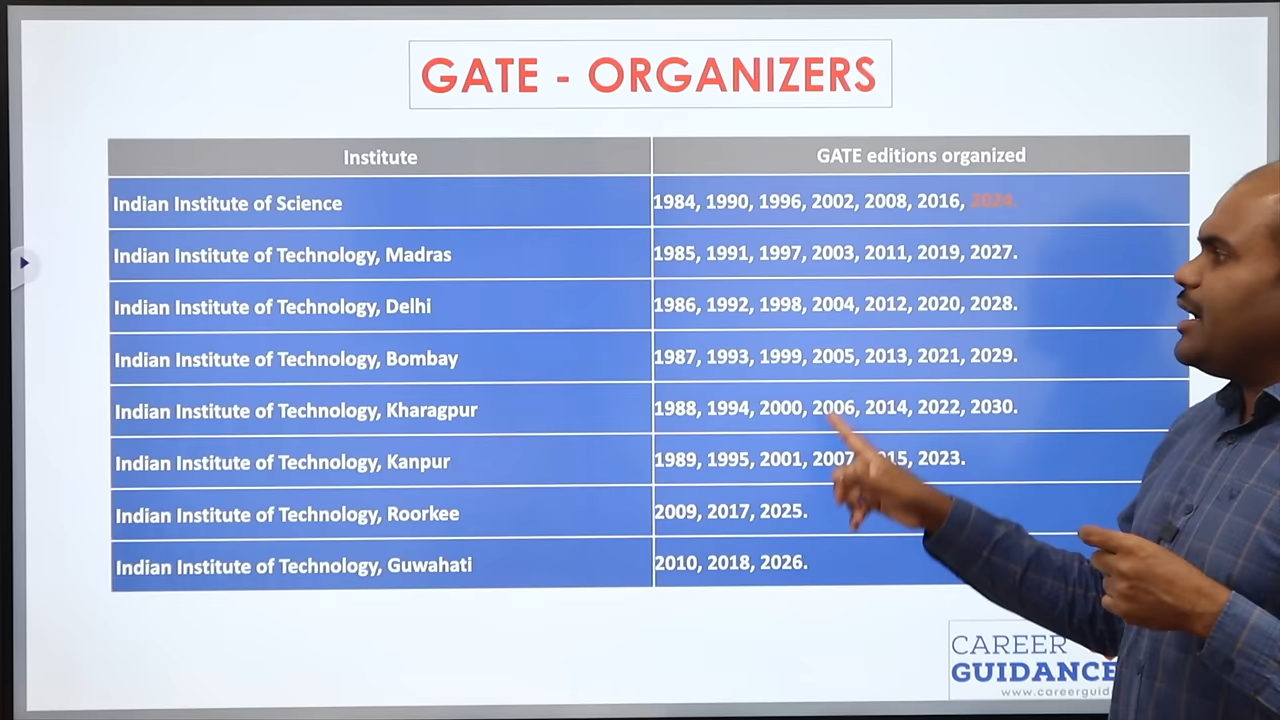 GATE - ORGANIZERS
Institute GATE editions organized
Indian Institute of Science 1984, 1990, 1996, 2002, 2008, 2016, 2024.
Indian Institute of Technology, Madras 1985, 1991, 1997, 2003, 2011, 2019, 2027.
Indian Institute of Technology, Delhi 1986, 1992, 1998, 2004, 2012, 2020, 2028.
Indian Institute of Technology, Bombay 1987, 1993, 1999, 2005, 2013, 2021, 2029.
Indian Institute of Technology, Kharagpur 1988, 1994, 2000, 2006, 2014, 2022, 2030.
Indian Institute of Technology, Kanpur 1989, 1995, 2001, 2007 15, 2023.
Indian Institute of Technology, Roorkee 2009, 2017, 2025.
Indian Institute of Technology, Guwahati 2010, 2018, 2026.
CAREER
GUIDANCE
www.careerguid